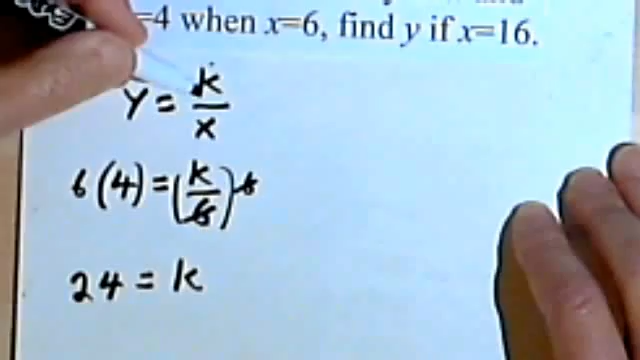 =4 when x=6, find y if x=16.
y = k/x
6(4) = (k/6)6
24 = k